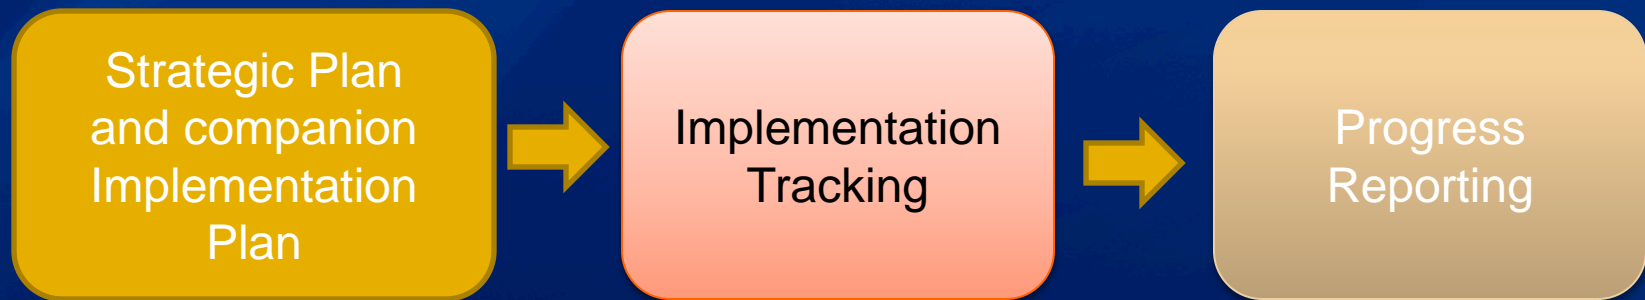 Strategic Plan
and companion
Implementation
Plan
Implementation
Tracking
Progress
Reporting